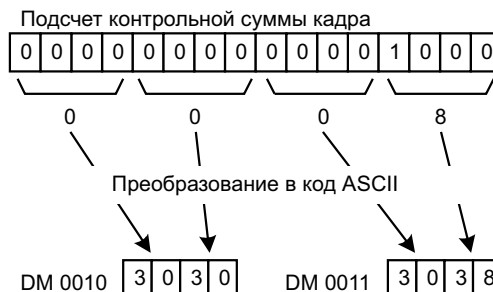 Подсчет контрольной суммы кадра
0 0 0 0 0 0 0 0 0 0 0 0 1 0 0 0
0 0 0 8
Преобразование в код ASCII
DM 0010 3 0 3 0 DM 0011 3 0 3 8